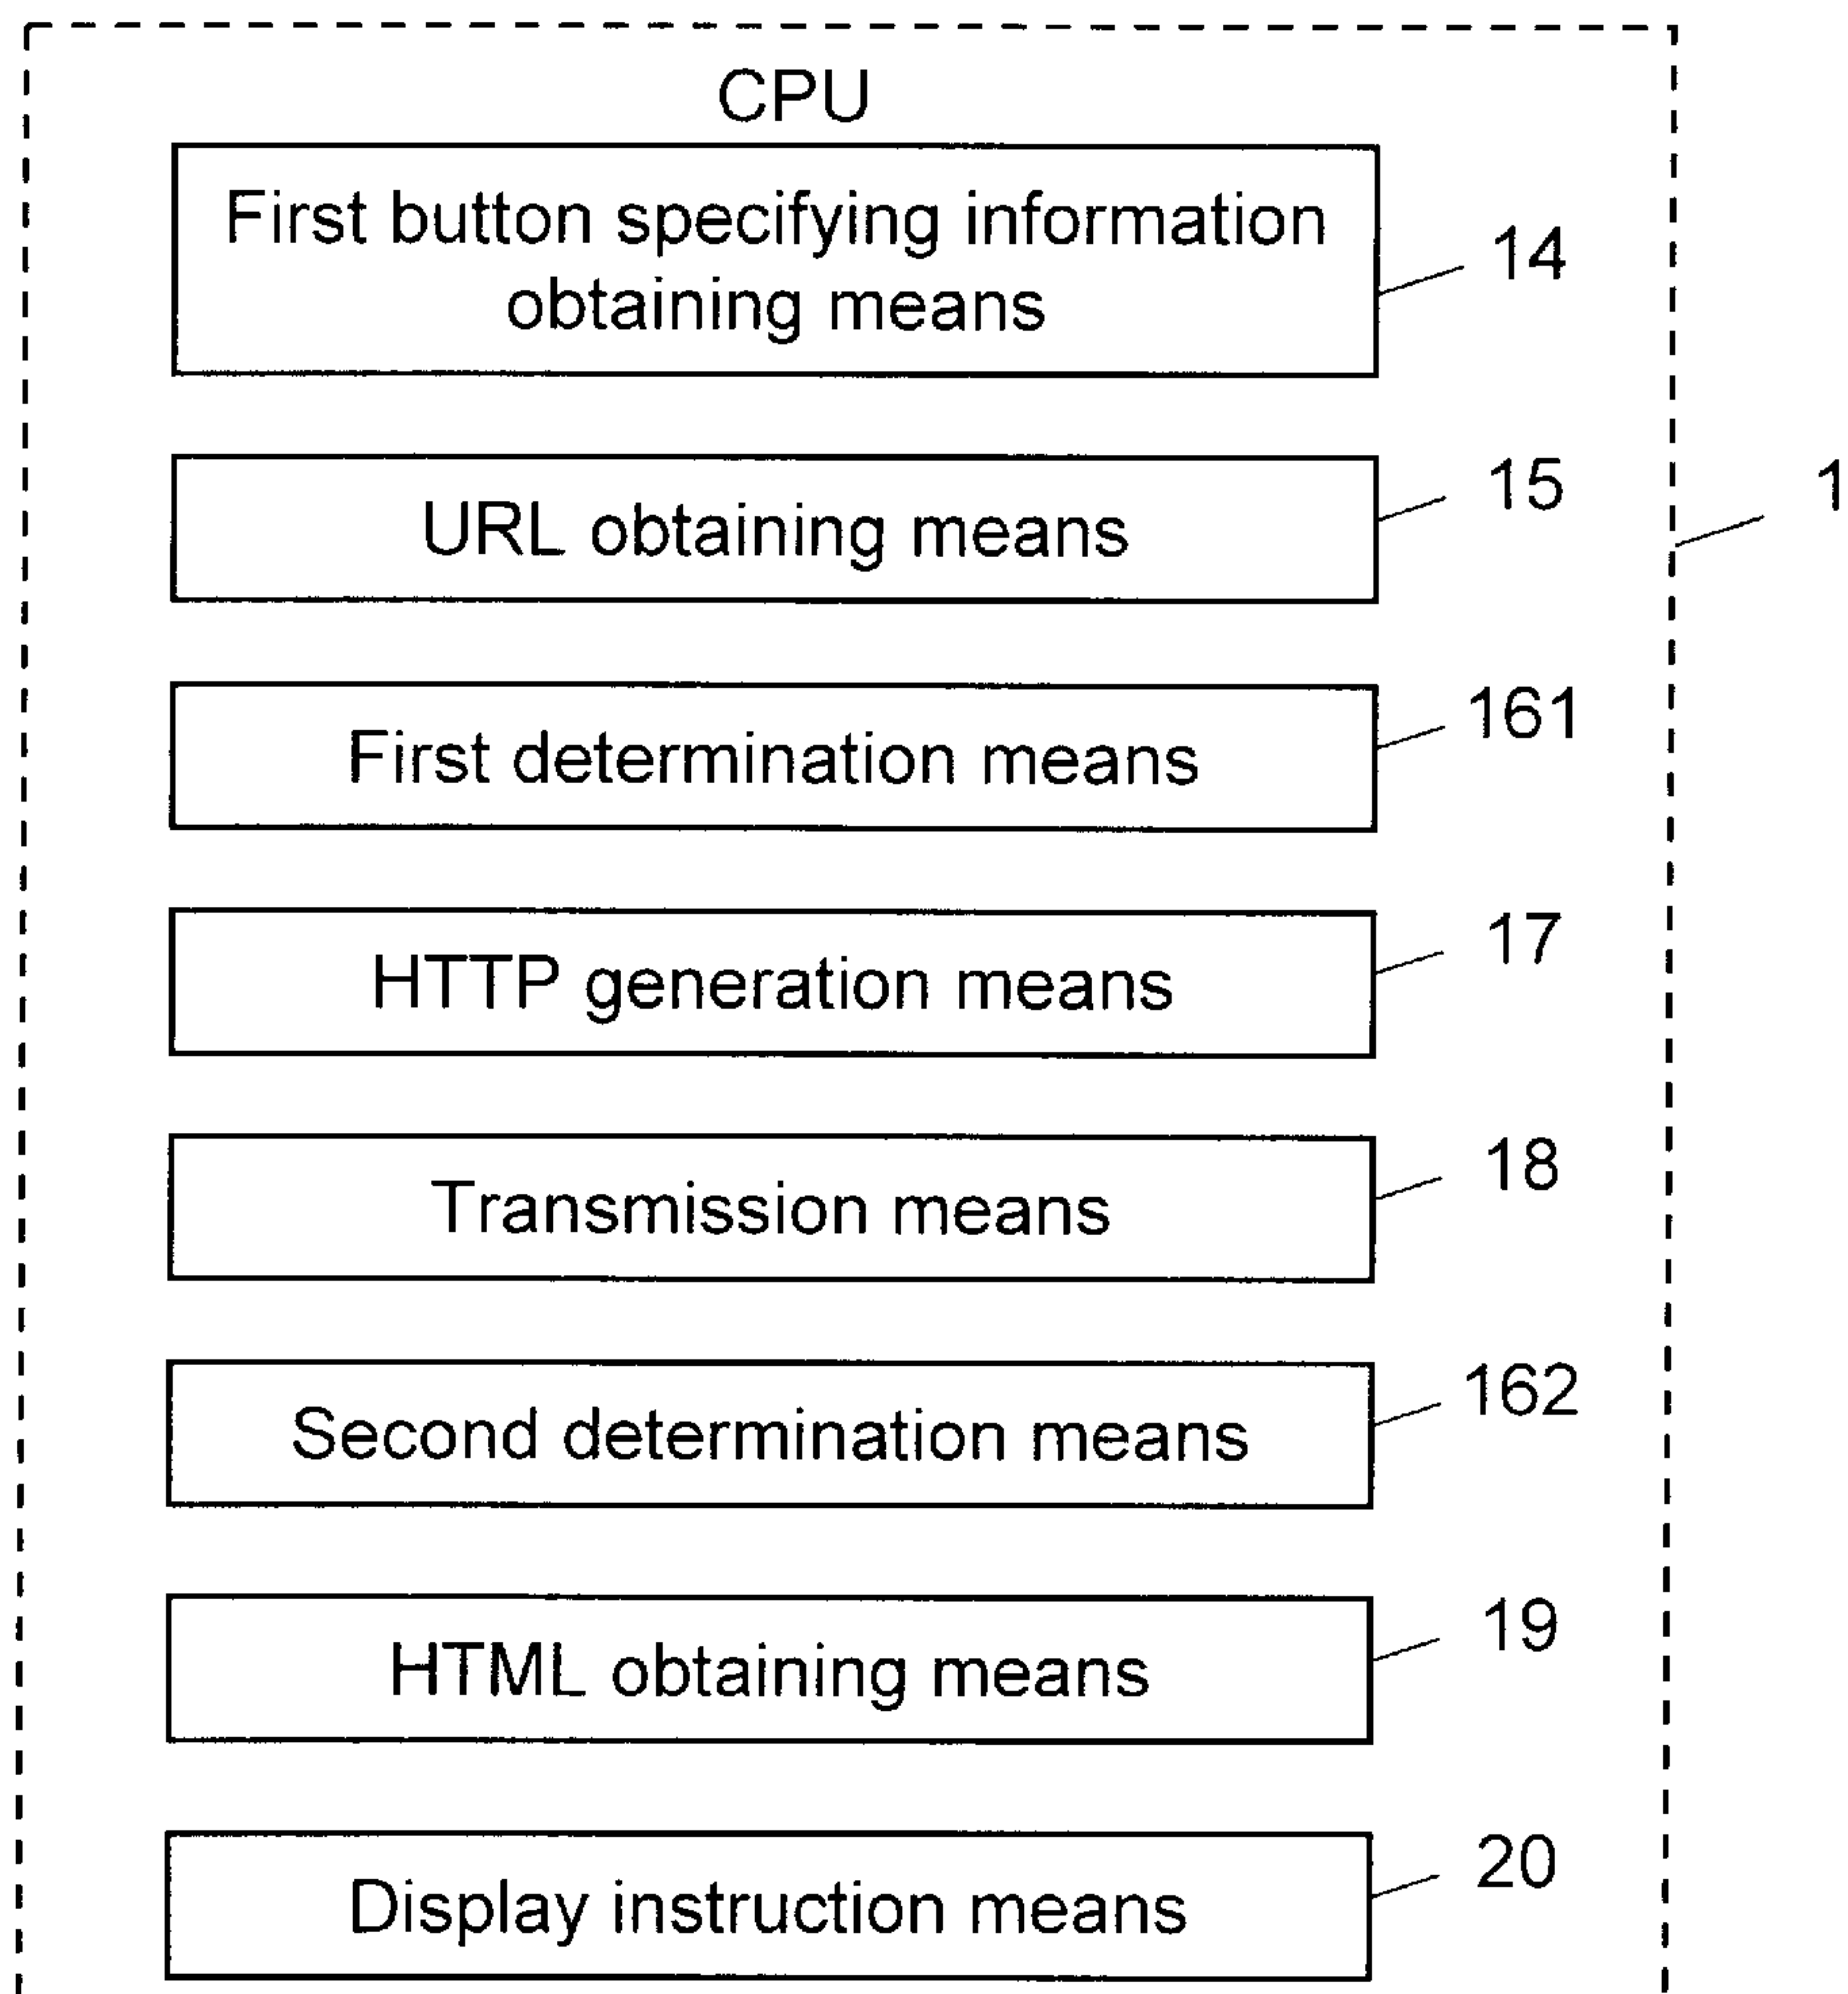 CPU
First button specifying information
obtaining means
14
URL obtaining means
15
1
First determination means
161
HTTP generation means
17
Transmission means
18
Second determination means
162
HTML obtaining means
19
Display instruction means
20